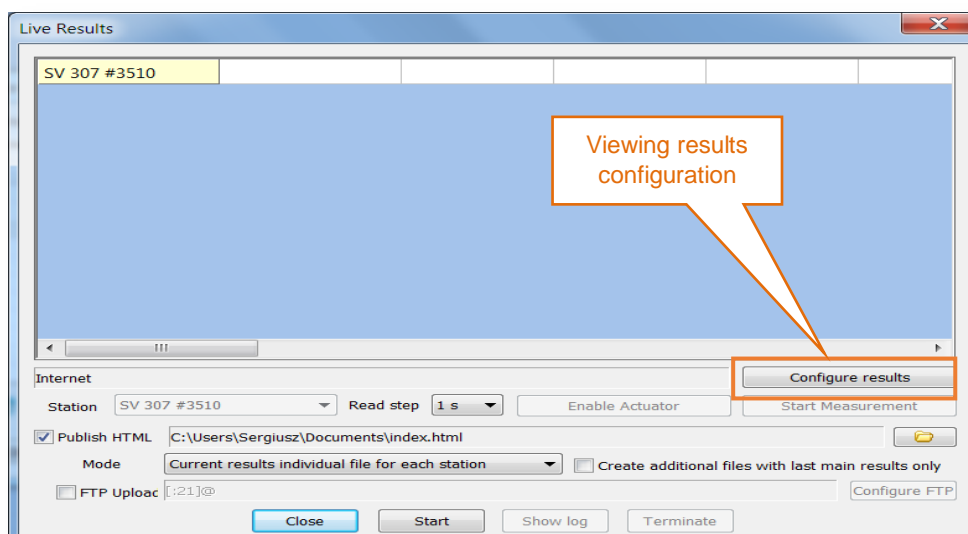 Live Results
SV 307 #3510
Viewing results
configuration
Internet
Configure results
Station SV 307 #3510 Read step 1 s Enable Actuator Start Measurement
Publish HTML C:\Users\Sergiusz\Documents\index.html
Mode Current results individual file for each station Create additional files with last main results only
FTP Upload [:21]@ Configure FTP
Close Start Show log Terminate